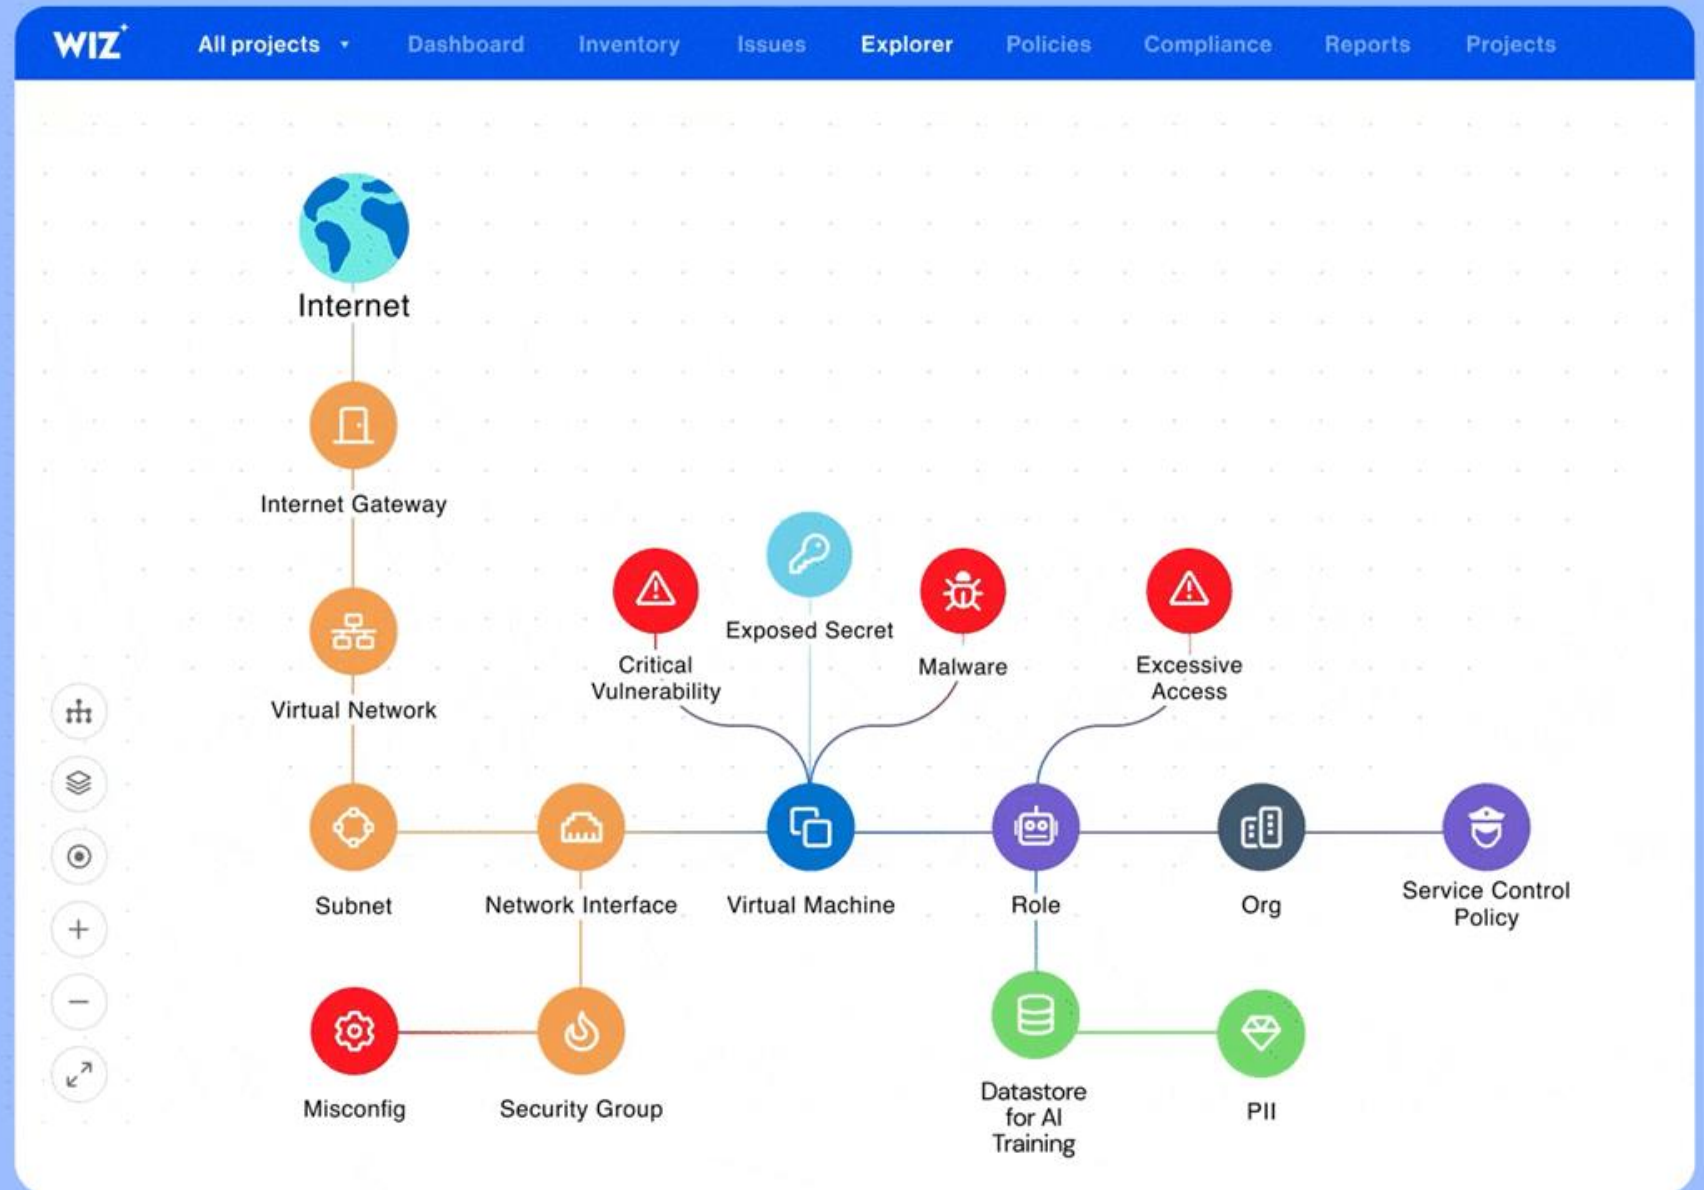 WIZ
All projects
Dashboard
Inventory
Issues
Explorer
Policies
Compliance
Reports
Projects
Internet
Internet Gateway
Virtual Network
Exposed Secret
Critical
Vulnerability
Malware
Excessive
Access
Subnet
Network Interface
Virtual Machine
Role
Org
Service Control
Policy
Misconfig
Security Group
Datastore
for AI
Training
PII